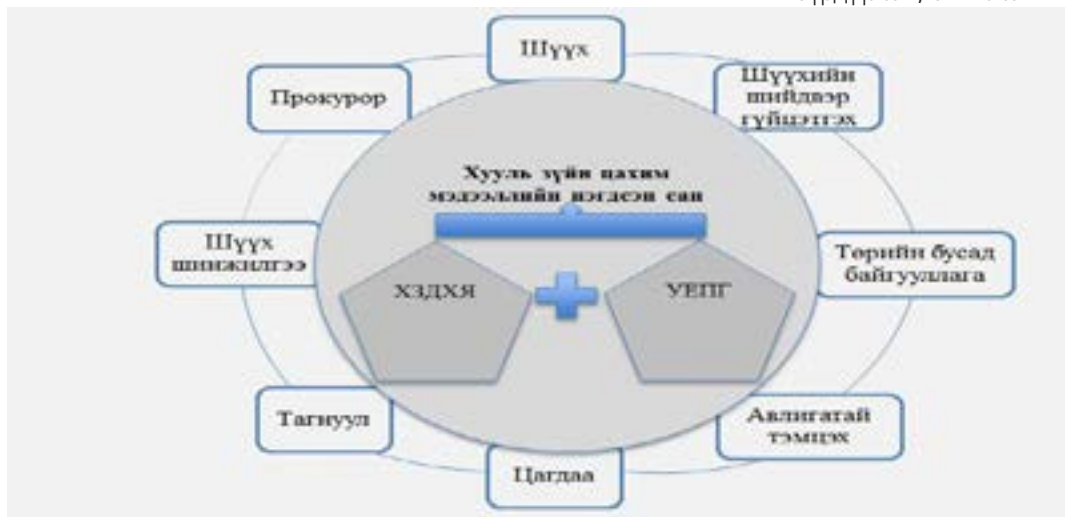 Шүүх
Прокурор
Шүүхийн
шийдвэр
гүйцэтгэх
Хууль зүйн цахим
мэдээллийн нэгдсэн сан
Шүүх
шинжилгээ
ХЗДХЯ
УЕПГ
Төрийн бусад
байгууллага
Тагнуул
Авлигатай
тэмцэх
Цагдаа